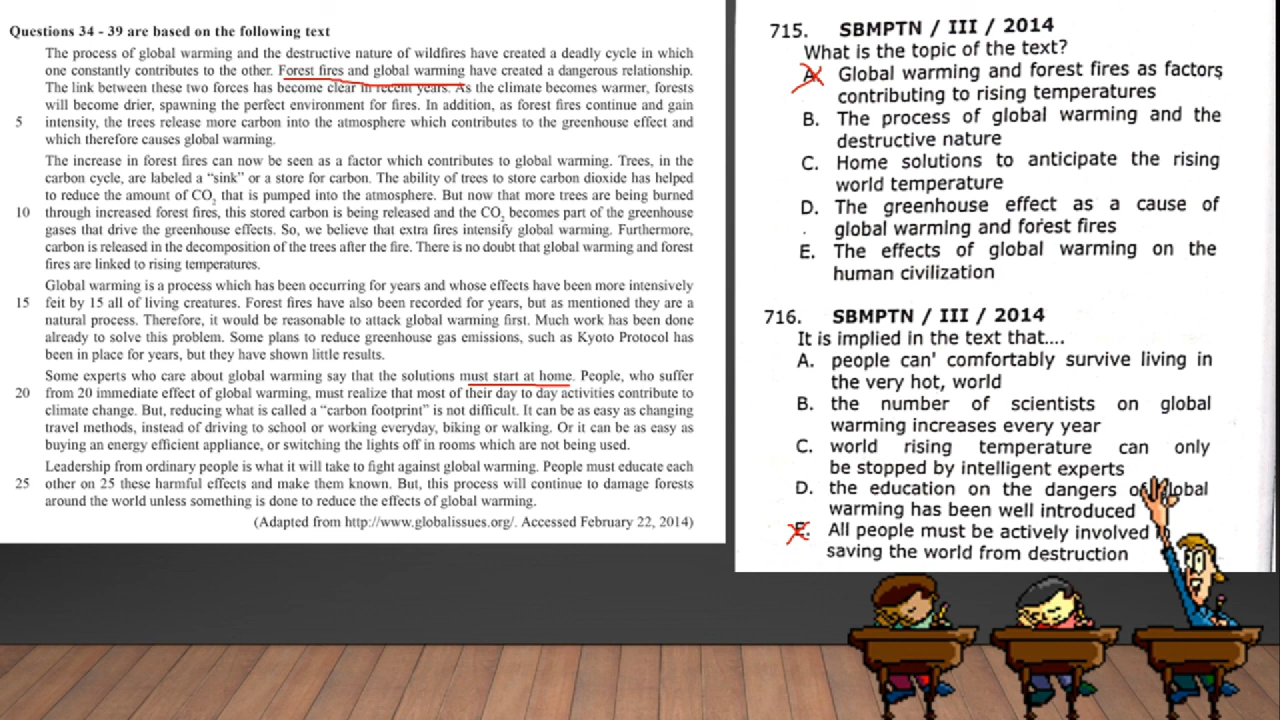 Questions 34 - 39 are based on the following text
The process of global warming and the destructive nature of wildfires have created a deadly cycle in which
one constantly contributes to the other. Forest fires and global warming have created a dangerous relationship.
The link between these two forces has become clear in recent years. As the climate becomes warmer, forests
will become drier, spawning the perfect environment for fires. In addition, as forest fires continue and gain
5 intensity, the trees release more carbon into the atmosphere which contributes to the greenhouse effect and
which therefore causes global warming.
The increase in forest fires can now be seen as a factor which contributes to global warming. Trees, in the
carbon cycle, are labeled a “sink” or a store for carbon. The ability of trees to store carbon dioxide has helped
to reduce the amount of CO₂ that is pumped into the atmosphere. But now that more trees are being burned
10 through increased forest fires, this stored carbon is being released and the CO₂ becomes part of the greenhouse
gases that drive the greenhouse effects. So, we believe that extra fires intensify global warming. Furthermore,
carbon is released in the decomposition of the trees after the fire. There is no doubt that global warming and forest
fires are linked to rising temperatures.
Global warming is a process which has been occurring for years and whose effects have been more intensively
15 feit by 15 all of living creatures. Forest fires have also been recorded for years, but as mentioned they are a
natural process. Therefore, it would be reasonable to attack global warming first. Much work has been done
already to solve this problem. Some plans to reduce greenhouse gas emissions, such as Kyoto Protocol has
been in place for years, but they have shown little results.
Some experts who care about global warming say that the solutions must start at home. People, who suffer
20 from 20 immediate effect of global warming, must realize that most of their day to day activities contribute to
climate change. But, reducing what is called a “carbon footprint” is not difficult. It can be as easy as changing
travel methods, instead of driving to school or working everyday, biking or walking. Or it can be as easy as
buying an energy efficient appliance, or switching the lights off in rooms which are not being used.
Leadership from ordinary people is what it will take to fight against global warming. People must educate each
25 other on 25 these harmful effects and make them known. But, this process will continue to damage forests
around the world unless something is done to reduce the effects of global warming.
(Adapted from http://www.globalissues.org/. Accessed February 22, 2014)
715. SBMPTN / III / 2014
What is the topic of the text?
A. Global warming and forest fires as factors
contributing to rising temperatures
B. The process of global warming and the
destructive nature
C. Home solutions to anticipate the rising
world temperature
D. The greenhouse effect as a cause of
global warming and forest fires
E. The effects of global warming on the
human civilization
716. SBMPTN / III / 2014
It is implied in the text that....
A. people can' comfortably survive living in
the very hot, world
B. the number of scientists on global
warming increases every year
C. world rising temperature can only
be stopped by intelligent experts
D. the education on the dangers of global
warming has been well introduced
E. All people must be actively involved
saving the world from destruction